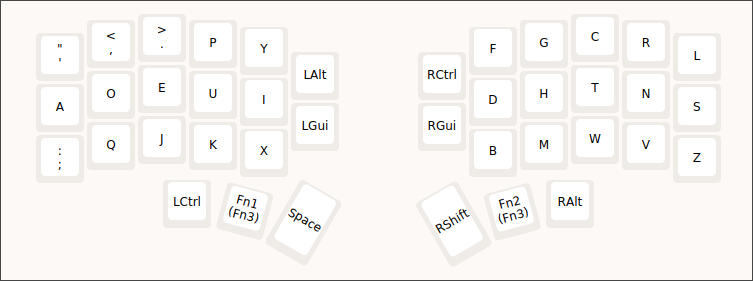 " < > P Y F G C R L
' , .
LAlt RCtrl
A O E U I D H T N S
LGui RGui
: Q J K X B M W V Z
;
LCtrl Fn1 Space RShift Fn2 RAlt
(Fn3) (Fn3)